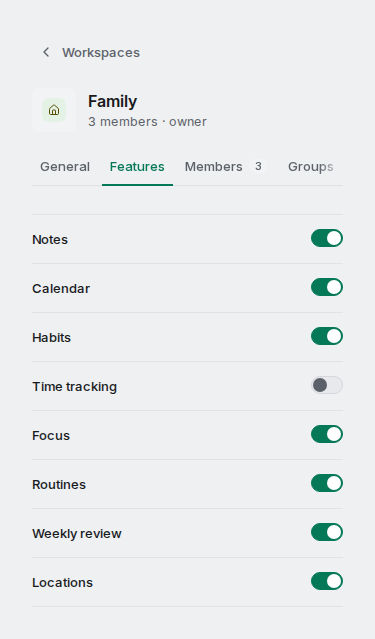 Workspaces
Family
3 members · owner
General Features Members 3 Groups
Notes
Calendar
Habits
Time tracking
Focus
Routines
Weekly review
Locations